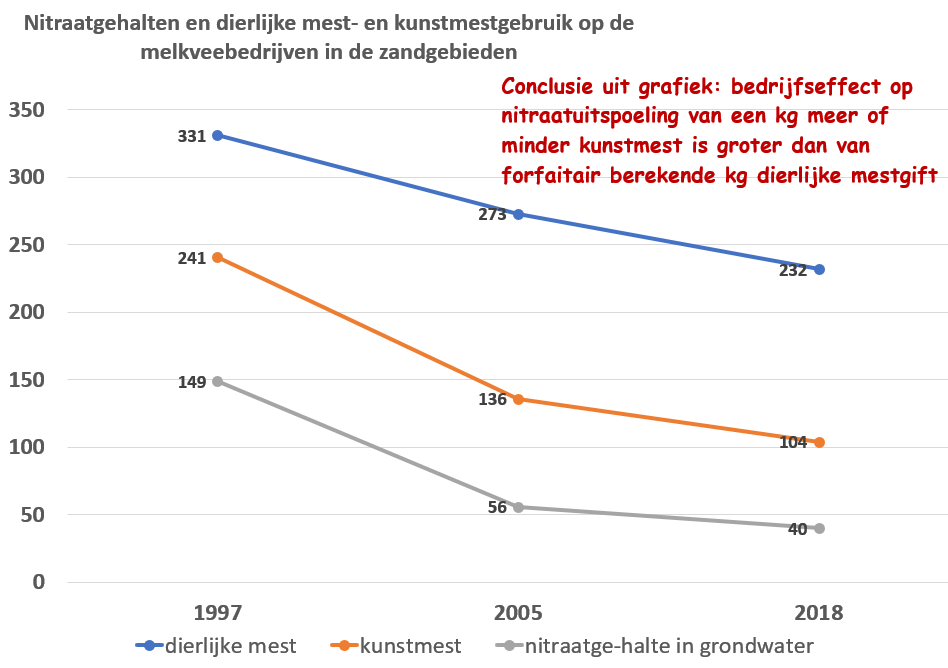 Nitraatgehalten en dierlijke mest- en kunstmestgebruik op de
melkveebedrijven in de zandgebieden
Conclusie uit grafiek: bedrijfseffect op
nitraatuitspoeling van een kg meer of
minder kunstmest is groter dan van
forfaitair berekende kg dierlijke mestgift
350
300
250
200
150
100
50
0
331
273
232
241
136
104
149
56
40
1997 2005 2018
dierlijke mest kunstmest nitraatge-halte in grondwater